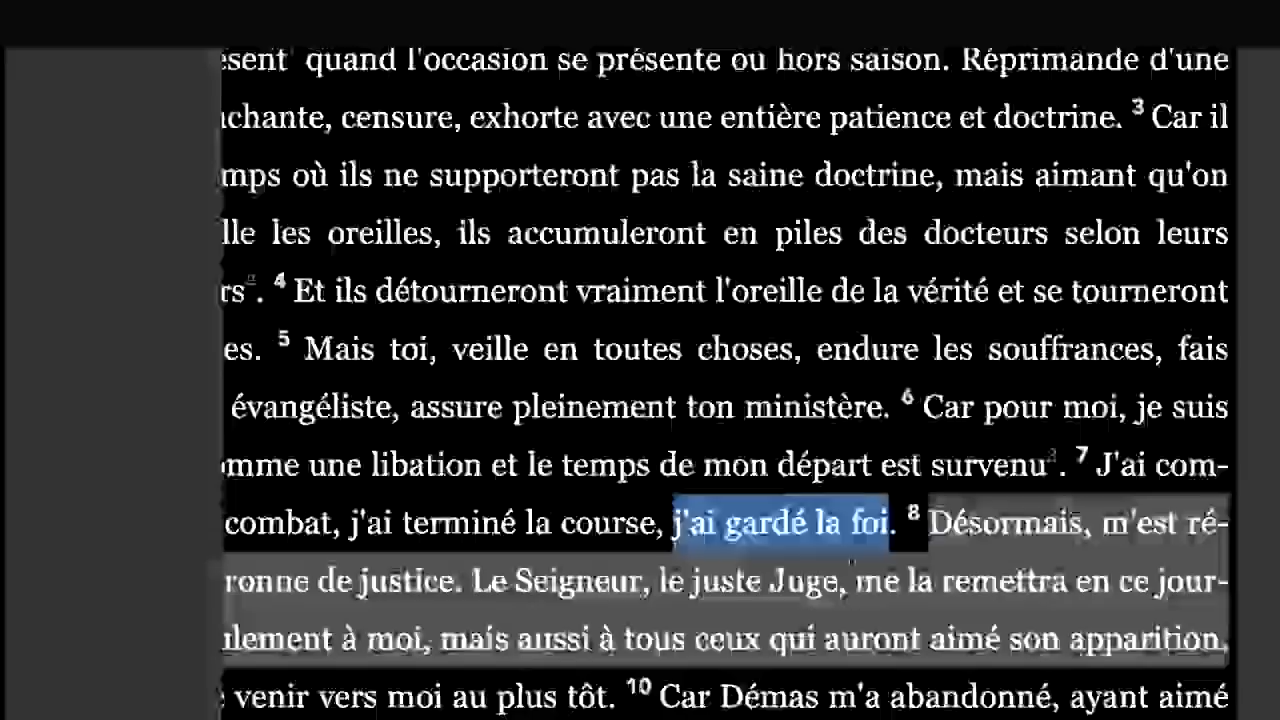 quand l'occasion se présente ou hors saison. Réprimande d'une
censure, exhorte avec une entière patience et doctrine. 3 Car il
où ils ne supporteront pas la saine doctrine, mais aimant qu'on
les oreilles, ils accumuleront en piles des docteurs selon leurs
. 4 Et ils détourneront vraiment l'oreille de la vérité et se tourneront
es. 5 Mais toi, veille en toutes choses, endure les souffrances, fais
évangéliste, assure pleinement ton ministère. 6 Car pour moi, je suis
une libation et le temps de mon départ est survenu. 7 J'ai com-
combat, j'ai terminé la course, j'ai gardé la foi. 8 Désormais, m'est ré-
ronne de justice. Le Seigneur, le juste Juge, me la remettra en ce jour-
ulement à moi, mais aussi à tous ceux qui auront aimé son apparition,
venir vers moi au plus tôt. 10 Car Démas m'a abandonné, ayant aimé